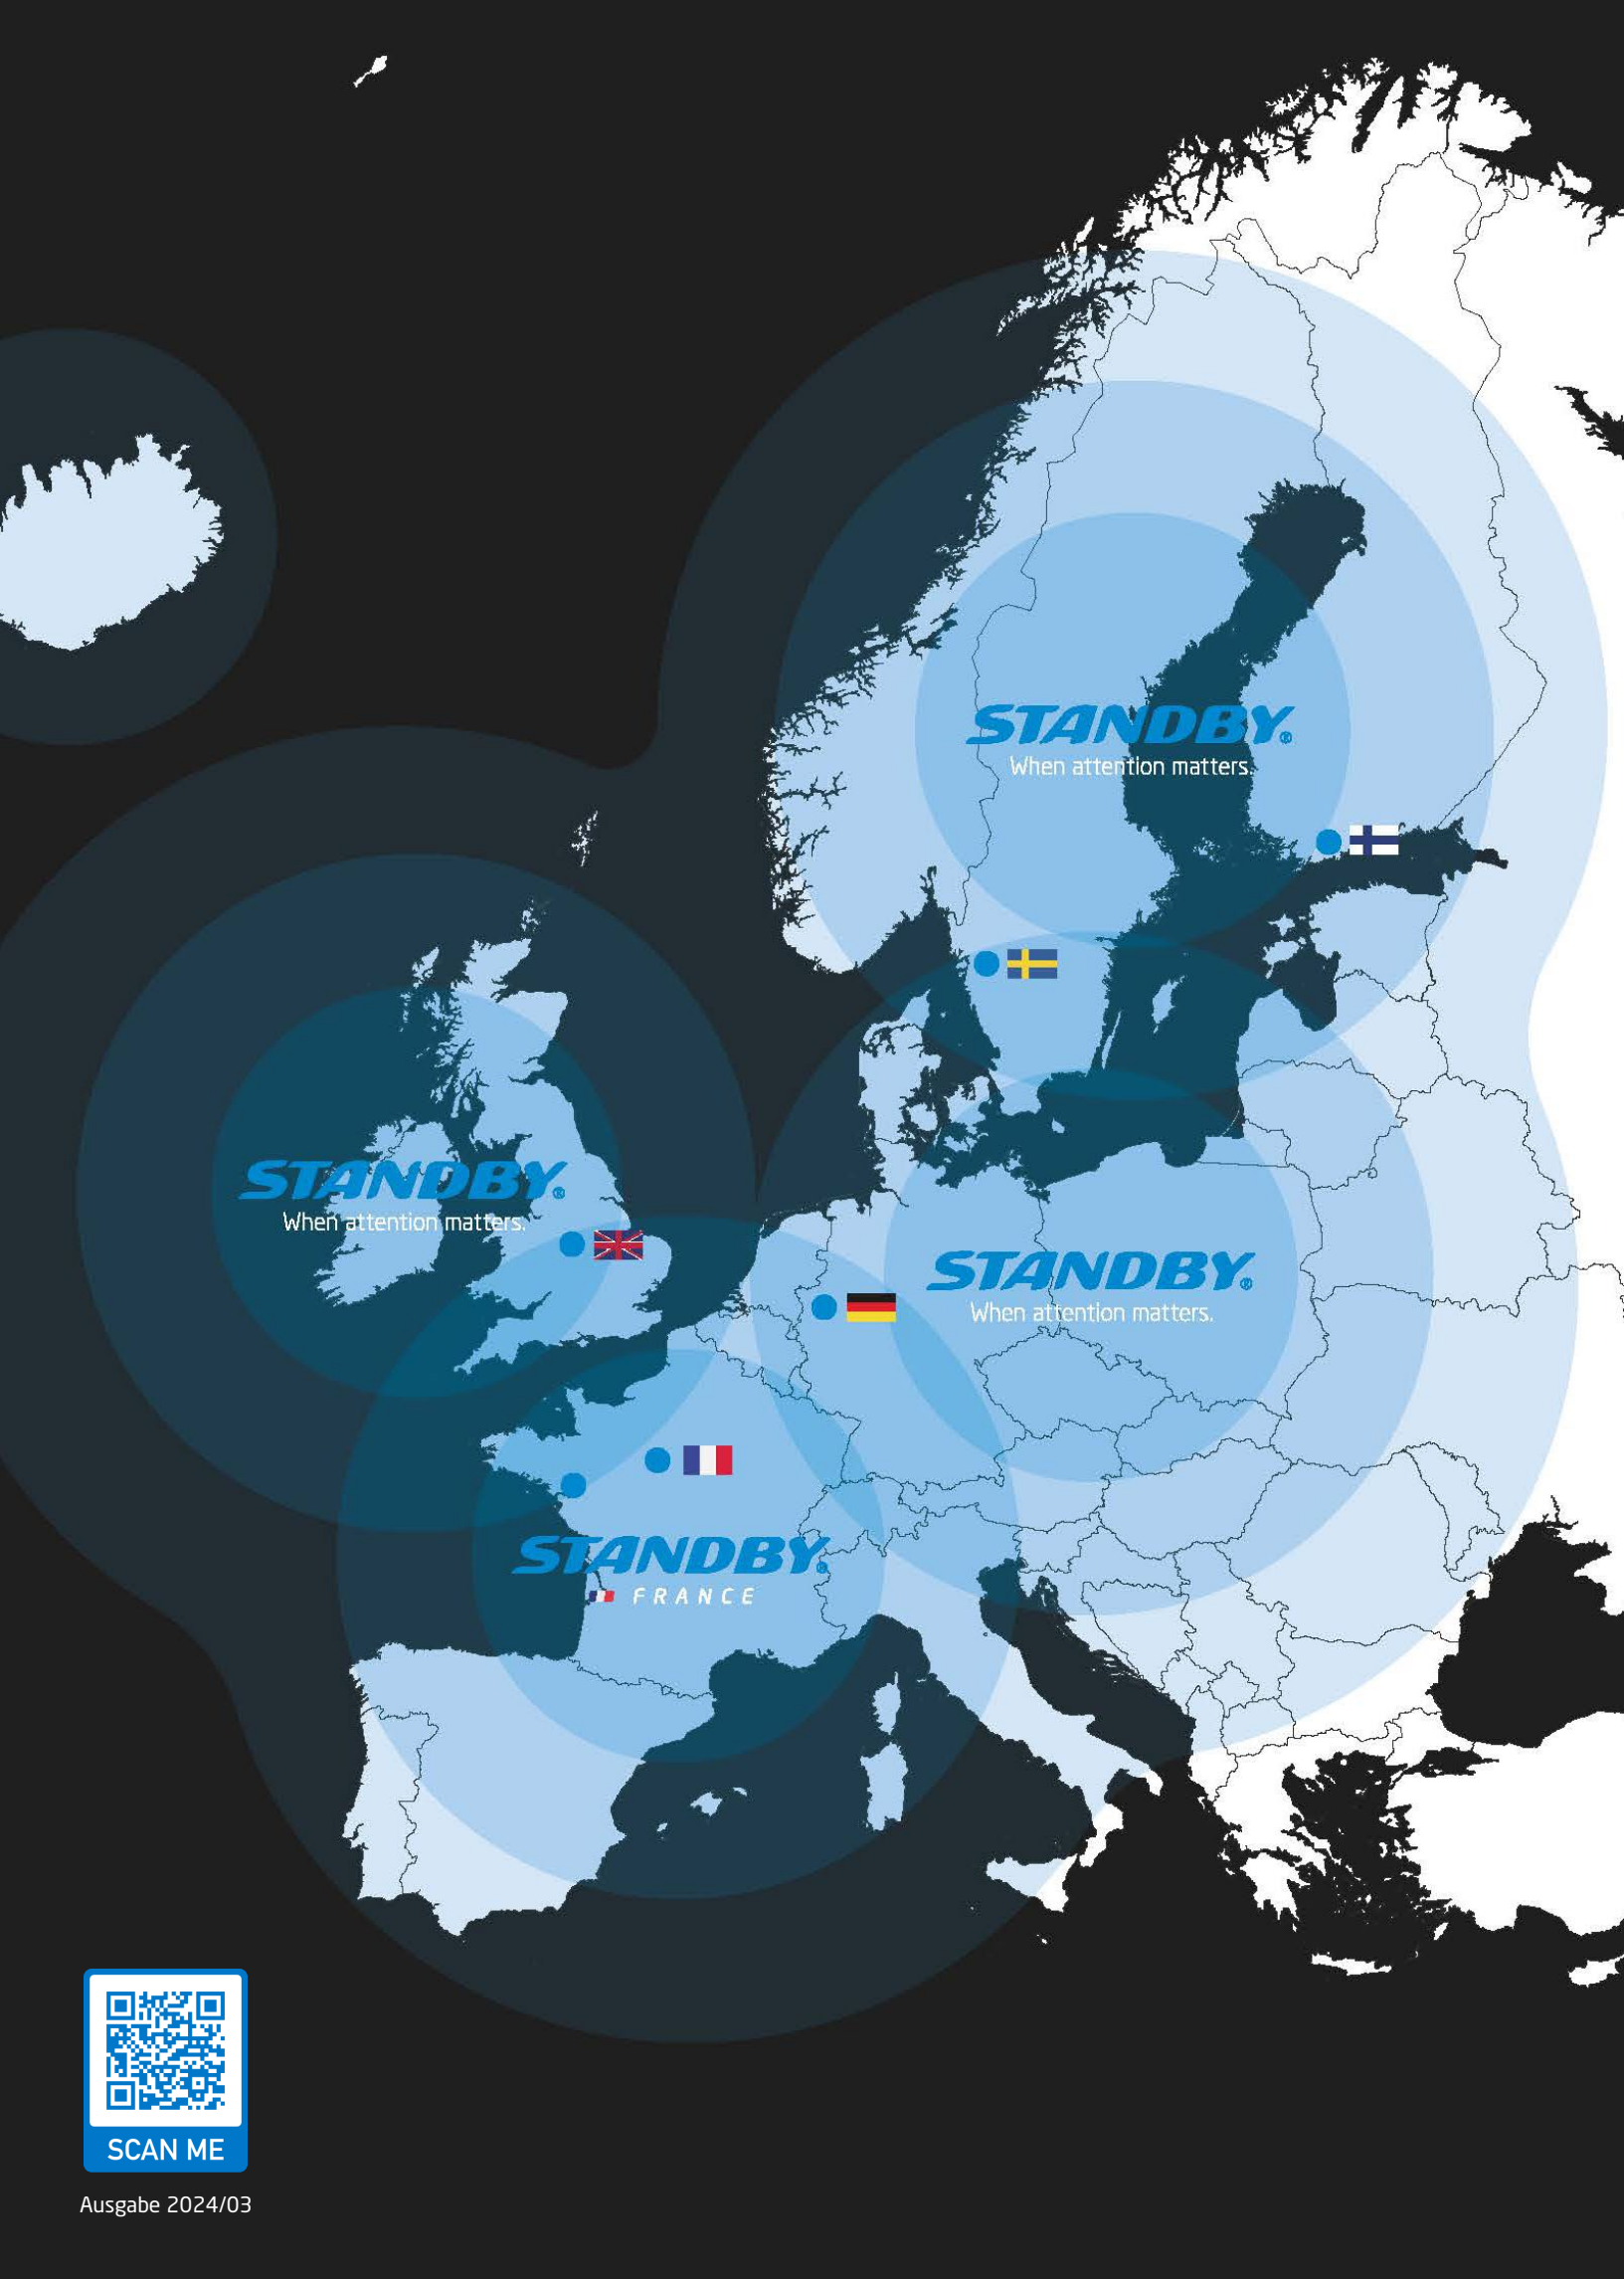 STANDBY®
When attention matters.
STANDBY®
When attention matters.
STANDBY®
When attention matters.
STANDBY®
FRANCE
SCAN ME
Ausgabe 2024/03